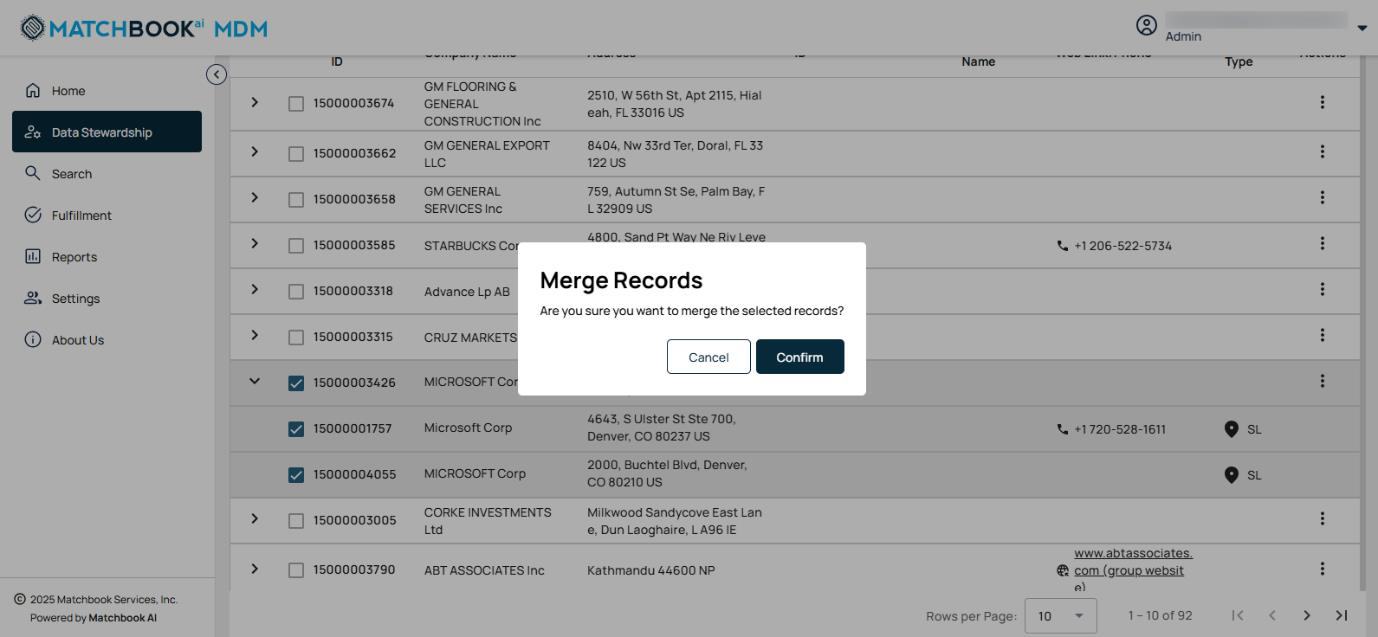 MATCHBOOKai MDM
Admin
Home
Data Stewardship
Search
Fulfillment
Reports
Settings
About Us
© 2025 Matchbook Services, Inc.
Powered by Matchbook AI
ID Company Name Address ID Name Web Link/Phone Type Actions
15000003674 GM FLOORING & GENERAL CONSTRUCTION Inc 2510, W 56th St, Apt 2115, Hial
eah, FL 33016 US
15000003662 GM GENERAL EXPORT LLC 8404, Nw 33rd Ter, Doral, FL 33
122 US
15000003658 GM GENERAL SERVICES Inc 759, Autumn St Se, Palm Bay, F
L 32909 US
15000003585 STARBUCKS Cor 4800, Sand Pt Way Ne Riv Leve +1 206-522-5734
15000003318 Advance Lp AB
15000003315 CRUZ MARKETS
Merge Records
Are you sure you want to merge the selected records?
Cancel Confirm
15000003426 MICROSOFT Cor
15000001757 Microsoft Corp 4643, S Ulster St Ste 700,
Denver, CO 80237 US +1 720-528-1611 SL
15000004055 MICROSOFT Corp 2000, Buchtel Blvd, Denver,
CO 80210 US SL
15000003005 CORKE INVESTMENTS Ltd Milkwood Sandycove East Lan
e, Dun Laoghaire, L A96 IE
15000003790 ABT ASSOCIATES Inc Kathmandu 44600 NP www.abtassociates.
com (group websit
e)
Rows per Page: 10 1 – 10 of 92